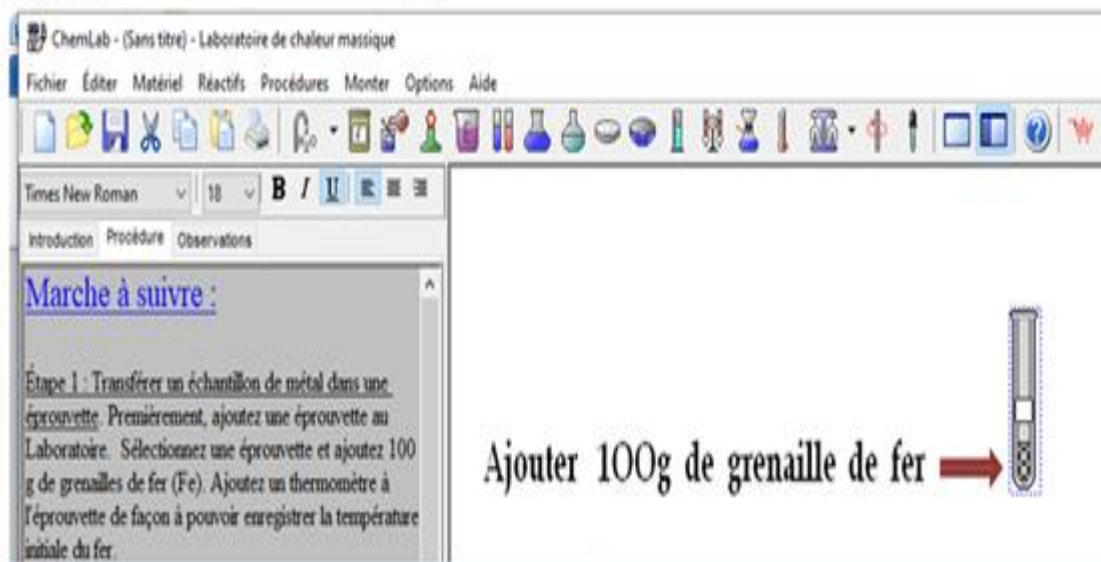 ChemLab - (Sans titre) - Laboratoire de chaleur massique
Fichier Éditer Matériel Réactifs Procédures Monter Options Aide
Times New Roman 18 B I U
Introduction Procédure Observations
Marche à suivre :
Étape 1 : Transférer un échantillon de métal dans une
éprouvette. Premièrement, ajoutez une éprouvette au
Laboratoire. Sélectionnez une éprouvette et ajoutez 100
g de grenailles de fer (Fe). Ajoutez un thermomètre à
l'éprouvette de façon à pouvoir enregistrer la température
initiale du fer.
Ajouter 100g de grenaille de fer